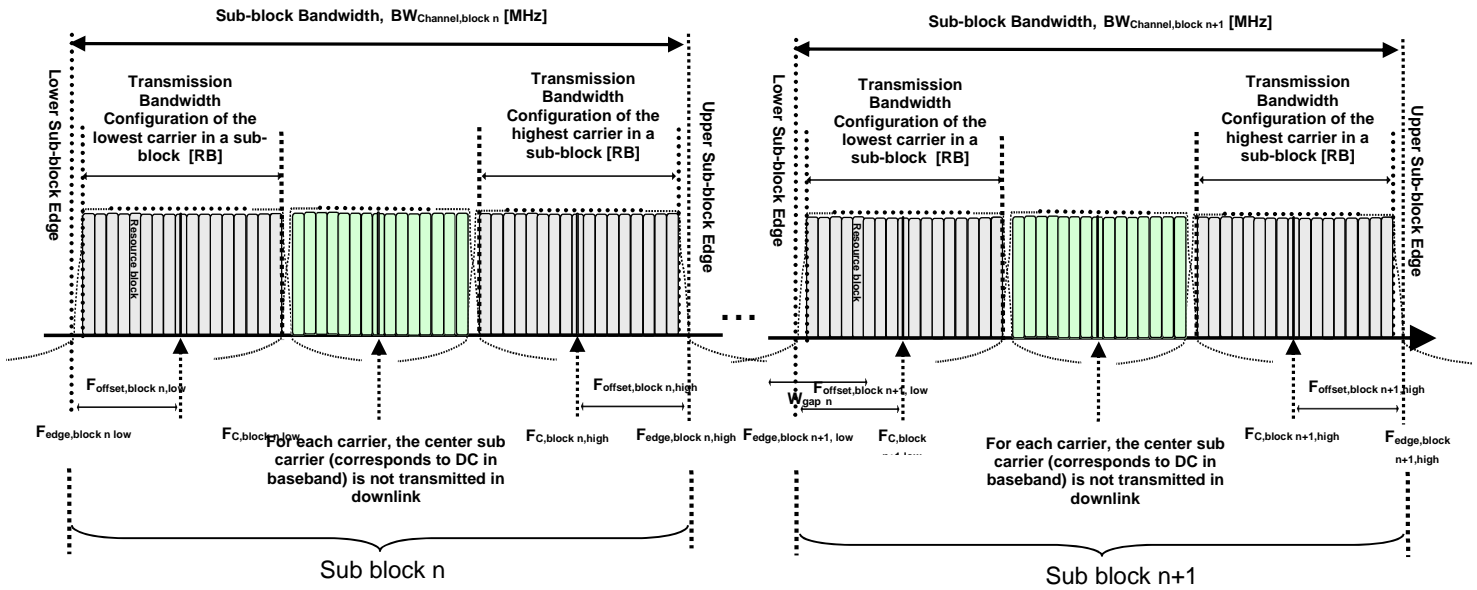 Sub-block Bandwidth, BWChannel,block n [MHz]
Sub-block Bandwidth, BWChannel,block n+1 [MHz]
Lower Sub-block Edge
Transmission
Bandwidth
Configuration of the
lowest carrier in a sub-
block [RB]
Transmission
Bandwidth
Configuration of
the highest carrier in a
sub-block [RB]
Upper Sub-block Edge
Lower Sub-block Edge
Transmission
Bandwidth
Configuration of the
lowest carrier in a
sub-block [RB]
Transmission
Bandwidth
Configuration of the
highest carrier in a
sub-block [RB]
Upper Sub-block Edge
Resource block
Resource block
...
Foffset,block n,low
Foffset,block n,high
Foffset,block n+1, low
Wgap n
Foffset,block n+1,high
Fedge,block n low
FC,block n,low
FC,block n,high
Fedge,block n,high
Fedge,block n+1, low
FC,block
n+1,low
FC,block n+1,high
Fedge,block
n+1,high
For each carrier, the center sub
carrier (corresponds to DC in
baseband) is not transmitted in
downlink
For each carrier, the center sub
carrier (corresponds to DC in
baseband) is not transmitted in
downlink
Sub block n
Sub block n+1